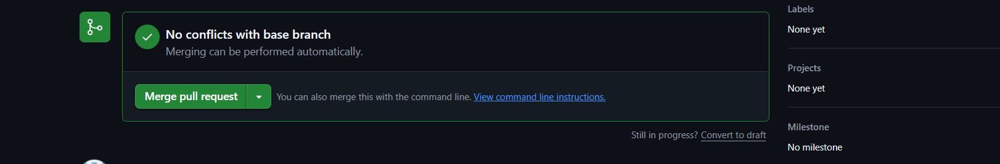 No conflicts with base branch
Merging can be performed automatically.
Merge pull request
You can also merge this with the command line. View command line instructions.
Still in progress? Convert to draft
Labels
None yet
Projects
None yet
Milestone
No milestone